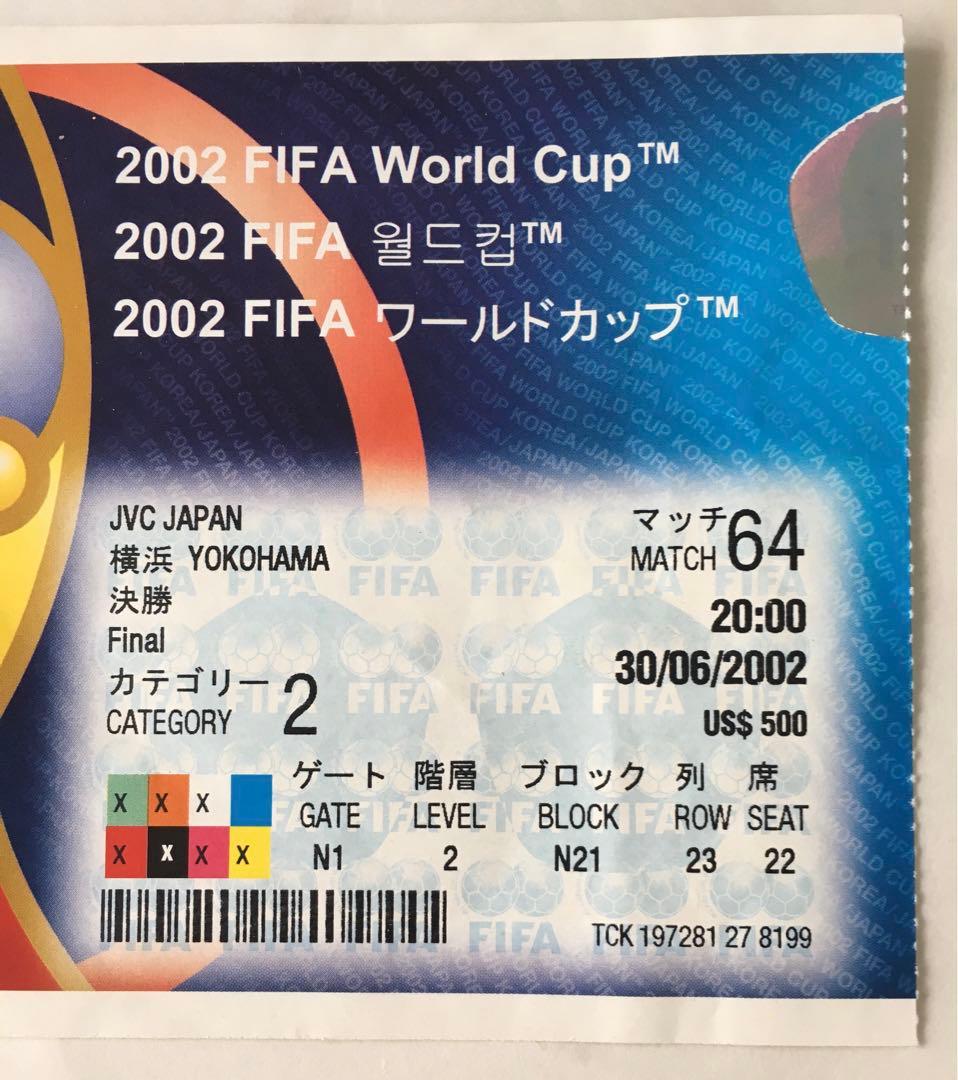 2002 FIFA World Cup™
2002 FIFA 월드컵™
2002 FIFA ワールドカップ™
JVC JAPAN
横浜 YOKOHAMA
決勝
Final
カテゴリー
CATEGORY 2
マッチ
MATCH 64
20:00
30/06/2002
US$ 500
ゲート 階層 ブロック 列 席
GATE LEVEL BLOCK ROW SEAT
N1 2 N21 23 22
X X X
X X X X
TCK 197281 27 8199